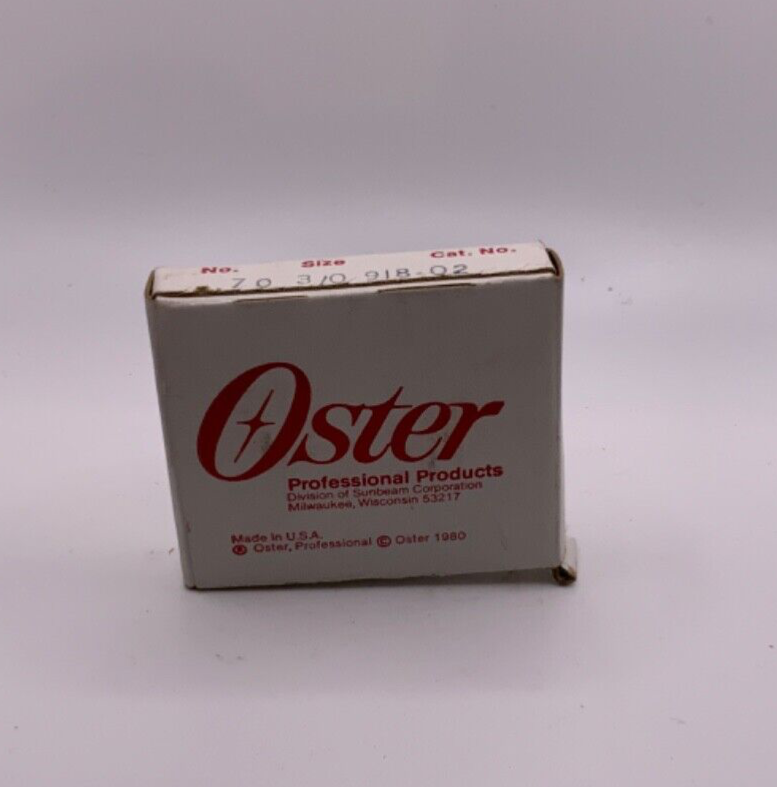 No. Size Cat. No.
70 3/0 918-02
Oster
Professional Products
Division of Sunbeam Corporation
Milwaukee, Wisconsin 53217
Made In U.S.A.
® Oster, Professional © Oster 1980